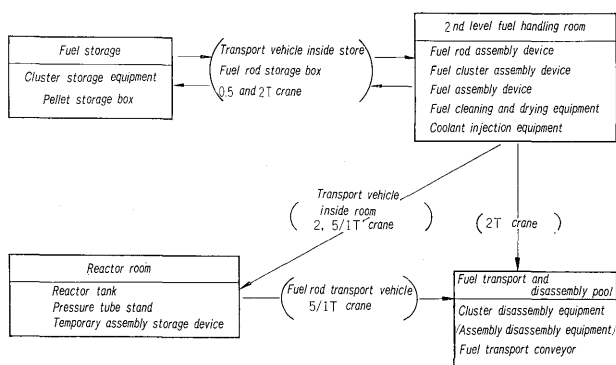 Fuel storage
Cluster storage equipment
Pellet storage box
Transport vehicle inside store
Fuel rod storage box
0.5 and 2T crane
2nd level fuel handling room
Fuel rod assembly device
Fuel cluster assembly device
Fuel assembly device
Fuel cleaning and drying equipment
Coolant injection equipment
Transport vehicle
inside room
2, 5/1T crane
(2T crane)
Reactor room
Reactor tank
Pressure tube stand
Temporary assembly storage device
Fuel rod transport vehicle
5/1T crane
Fuel transport and
disassembly pool
Cluster disassembly equipment
(Assembly disassembly equipment)
Fuel transport conveyor